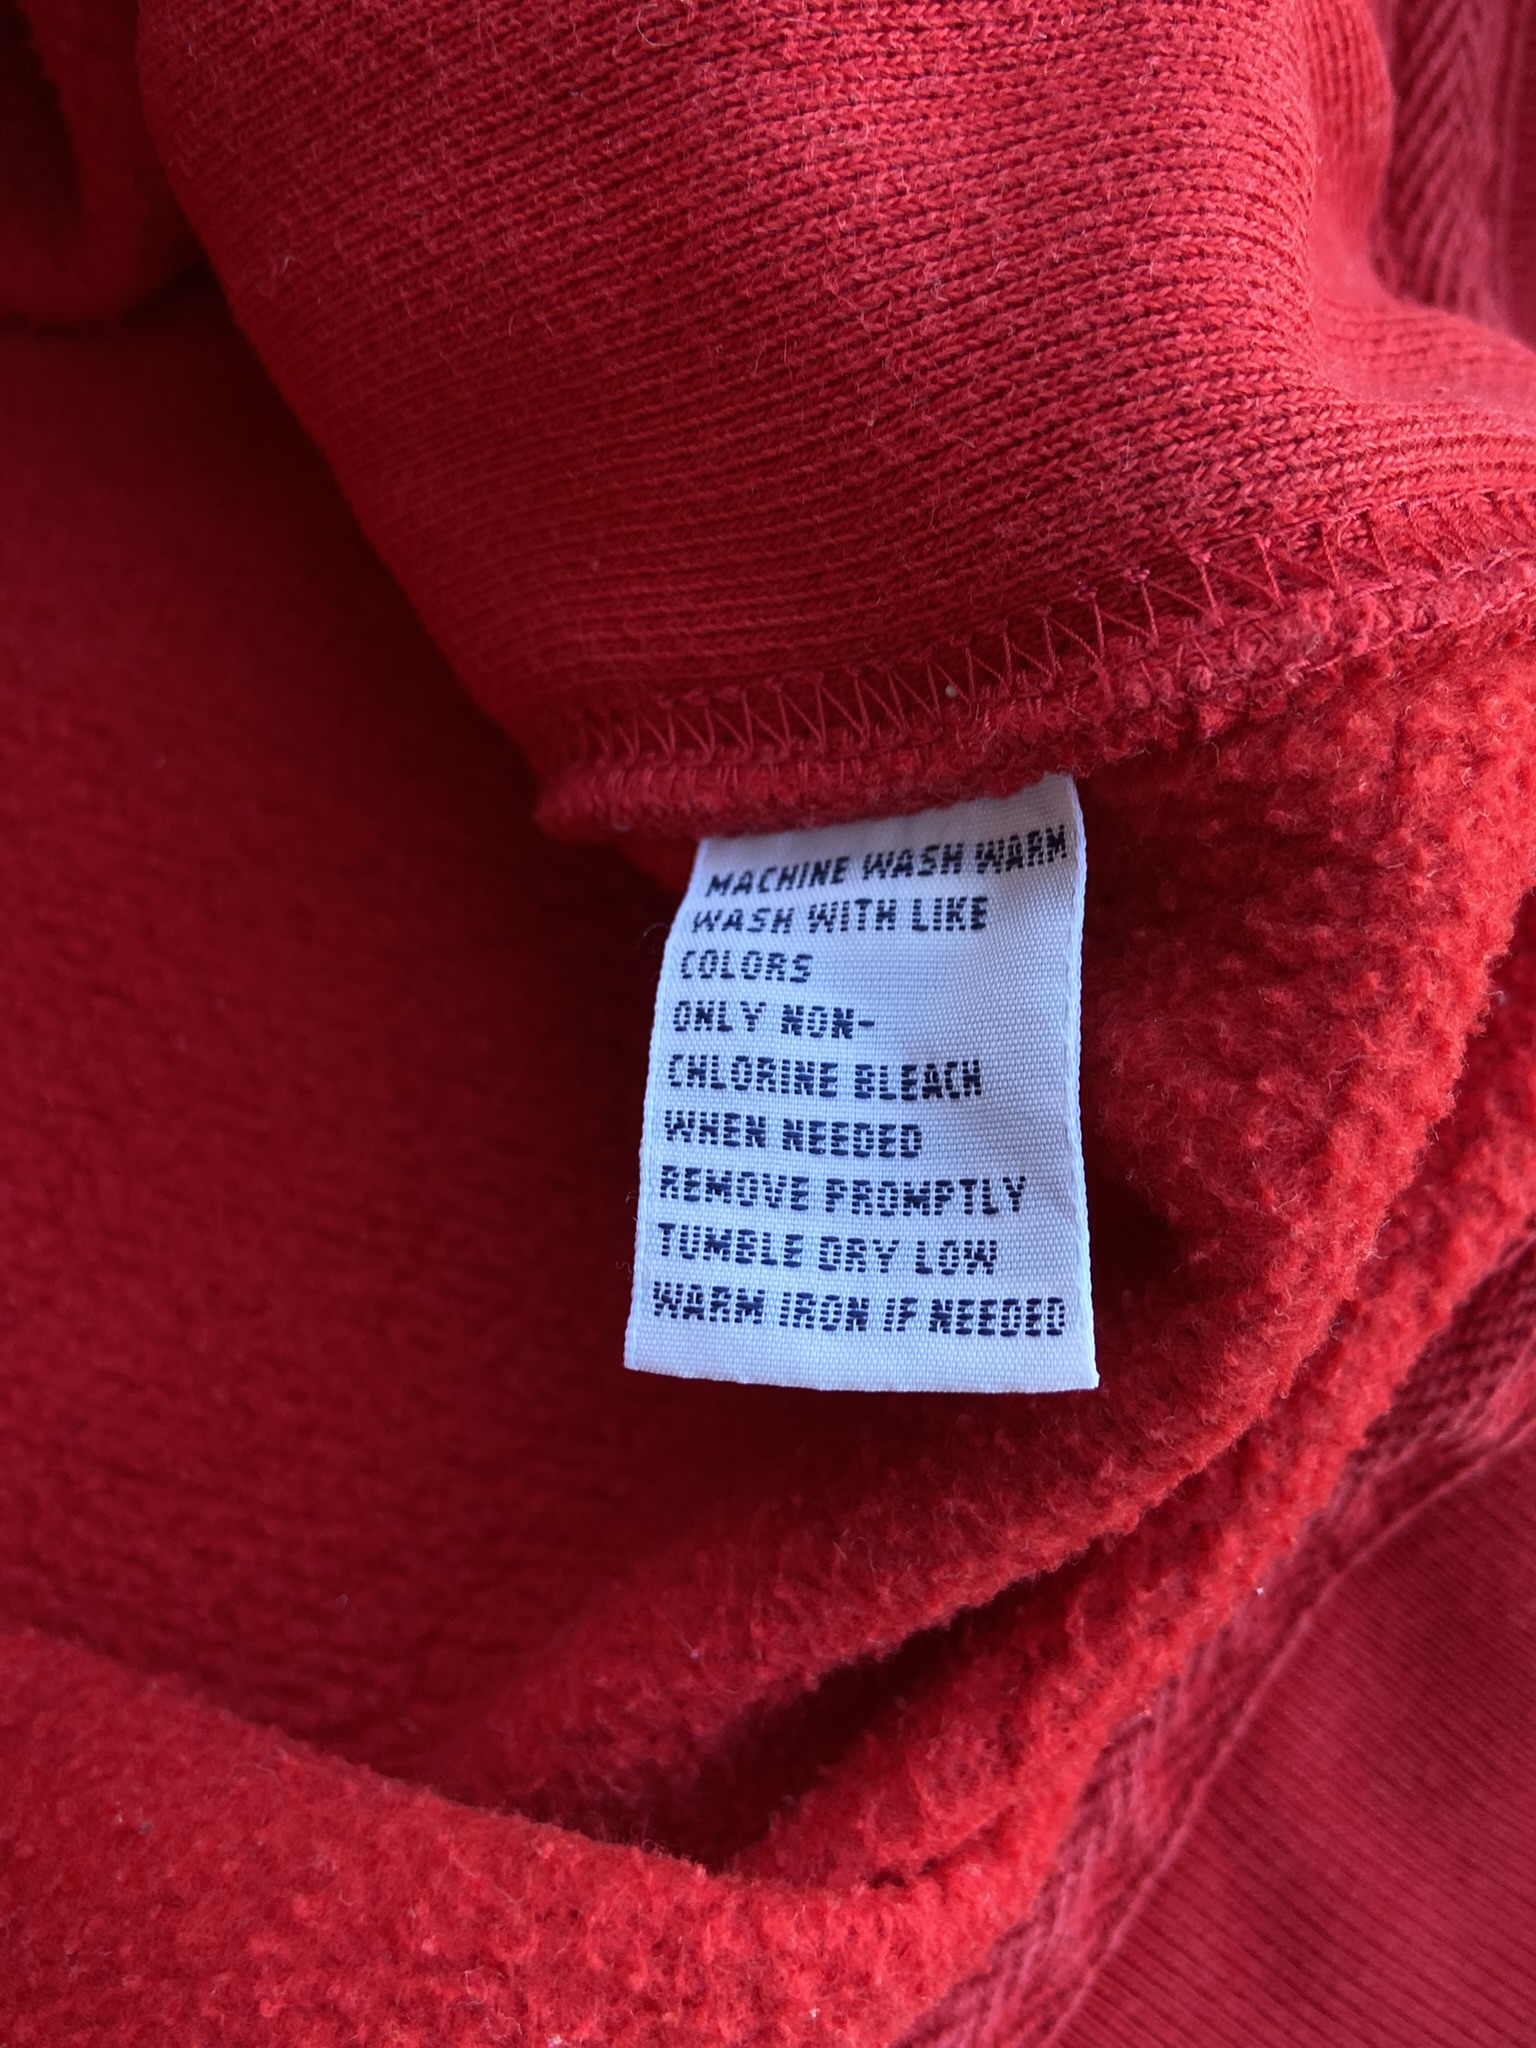 MACHINE WASH WARM
WASH WITH LIKE
COLORS
ONLY NON-
CHLORINE BLEACH
WHEN NEEDED
REMOVE PROMPTLY
TUMBLE DRY LOW
WARM IRON IF NEEDED